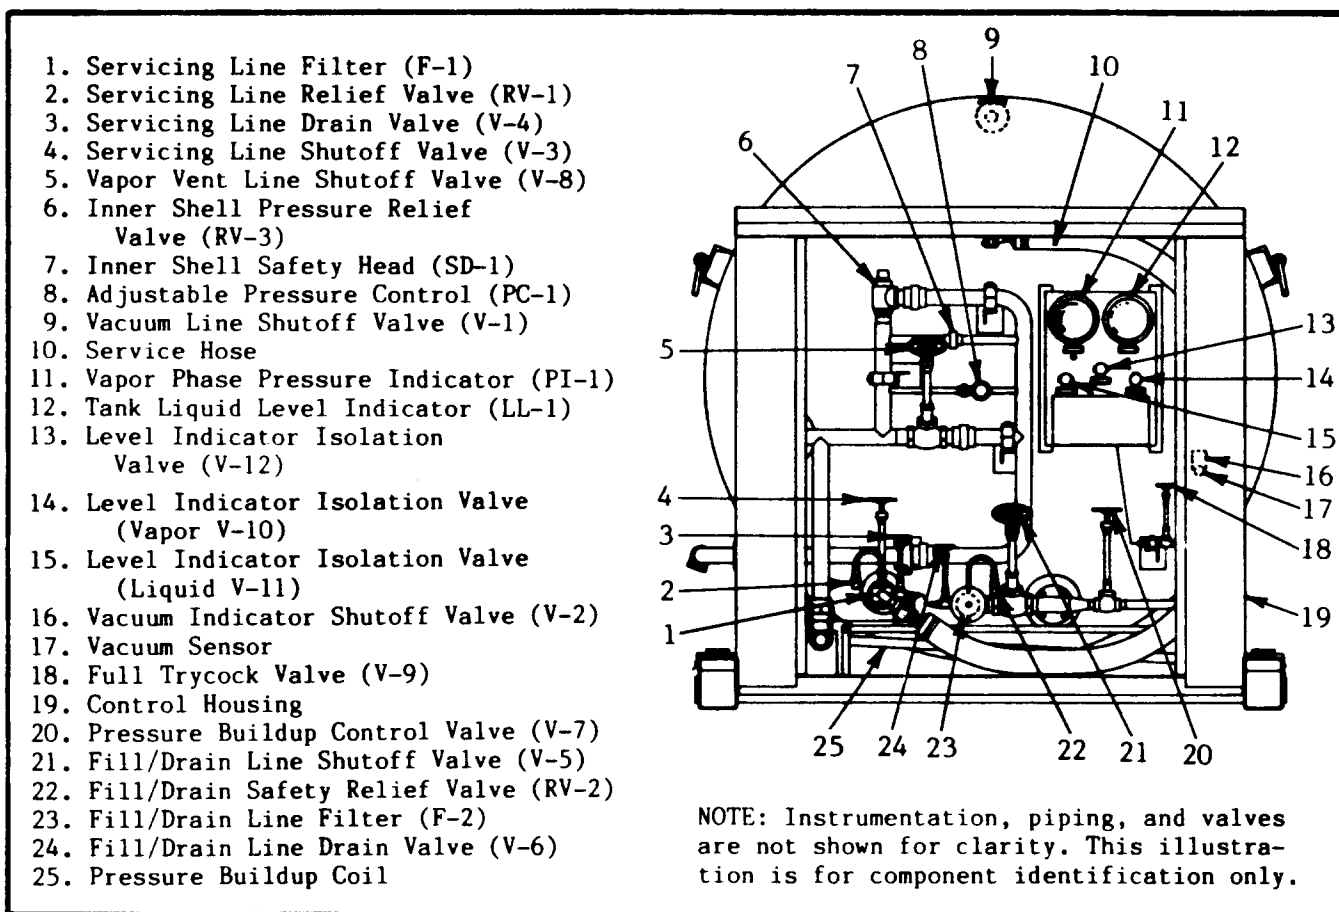 1. Servicing Line Filter (F-1)
2. Servicing Line Relief Valve (RV-1)
3. Servicing Line Drain Valve (V-4)
4. Servicing Line Shutoff Valve (V-3)
5. Vapor Vent Line Shutoff Valve (V-8)
6. Inner Shell Pressure Relief
Valve (RV-3)
7. Inner Shell Safety Head (SD-1)
8. Adjustable Pressure Control (PC-1)
9. Vacuum Line Shutoff Valve (V-1)
10. Service Hose
11. Vapor Phase Pressure Indicator (PI-1)
12. Tank Liquid Level Indicator (LL-1)
13. Level Indicator Isolation
Valve (V-12)
14. Level Indicator Isolation Valve
(Vapor V-10)
15. Level Indicator Isolation Valve
(Liquid V-11)
16. Vacuum Indicator Shutoff Valve (V-2)
17. Vacuum Sensor
18. Full Trycock Valve (V-9)
19. Control Housing
20. Pressure Buildup Control Valve (V-7)
21. Fill/Drain Line Shutoff Valve (V-5)
22. Fill/Drain Safety Relief Valve (RV-2)
23. Fill/Drain Line Filter (F-2)
24. Fill/Drain Line Drain Valve (V-6)
25. Pressure Buildup Coil
9
8
10
7
11
6
12
5
13
14
15
16
4
17
3
18
2
19
1
25
24
23
22
21
20
NOTE: Instrumentation, piping, and valves
are not shown for clarity. This illustra-
tion is for component identification only.